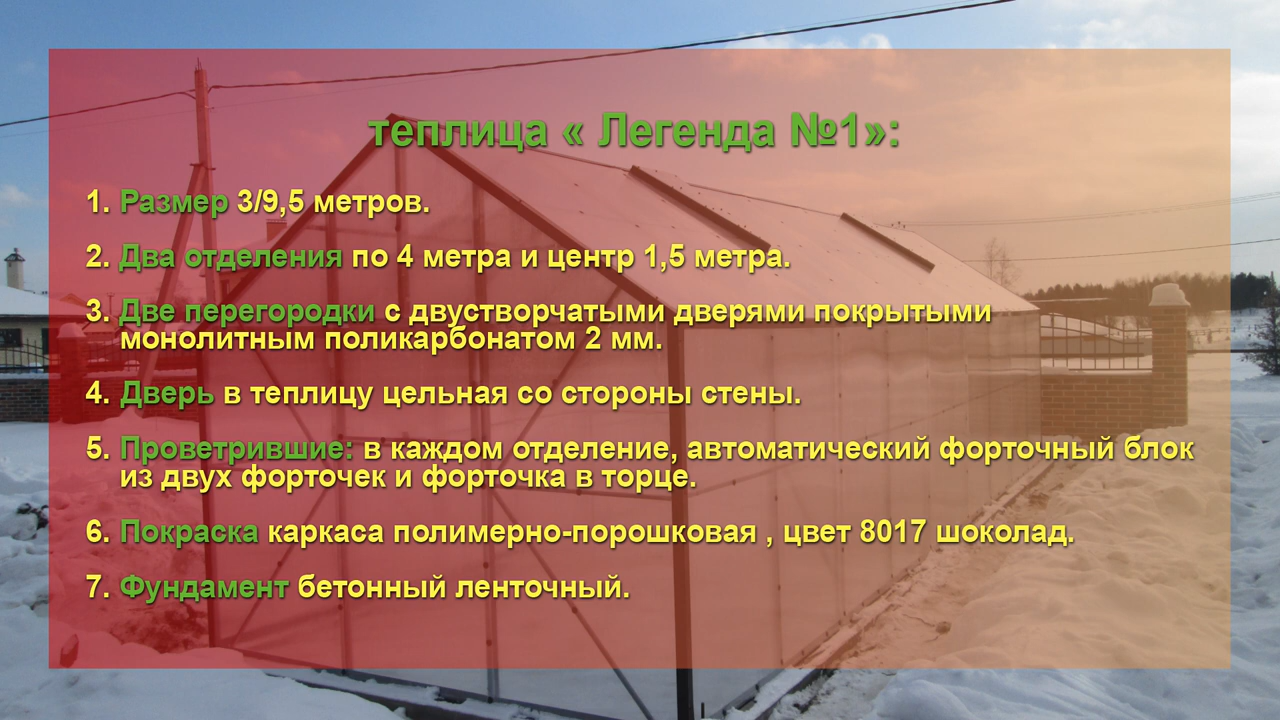 теплица « Легенда №1»:
1. Размер 3/9,5 метров.
2. Два отделения по 4 метра и центр 1,5 метра.
3. Две перегородки с двустворчатыми дверями покрытыми
монолитным поликарбонатом 2 мм.
4. Дверь в теплицу цельная со стороны стены.
5. Проветрившие: в каждом отделение, автоматический форточный блок
из двух форточек и форточка в торце.
6. Покраска каркаса полимерно-порошковая , цвет 8017 шоколад.
7. Фундамент бетонный ленточный.